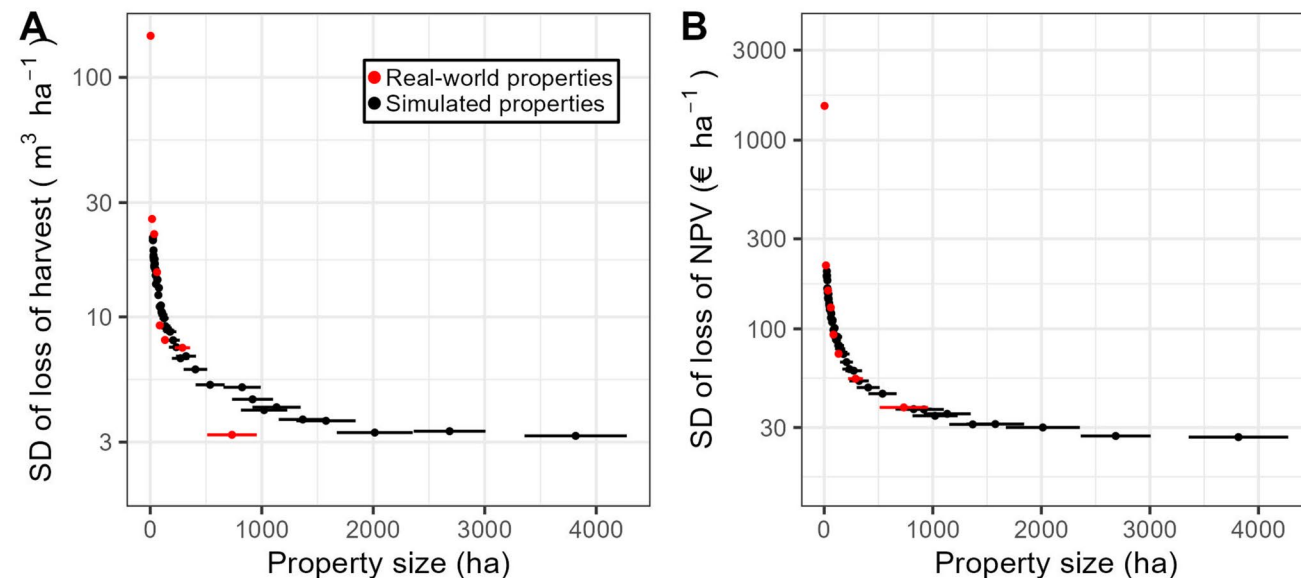 A
SD of loss of harvest ( m³ ha⁻¹ )
100
30
10
3
Real-world properties
Simulated properties
0 1000 2000 3000 4000
Property size (ha)
B
SD of loss of NPV (€ ha⁻¹ )
3000
1000
300
100
30
0 1000 2000 3000 4000
Property size (ha)